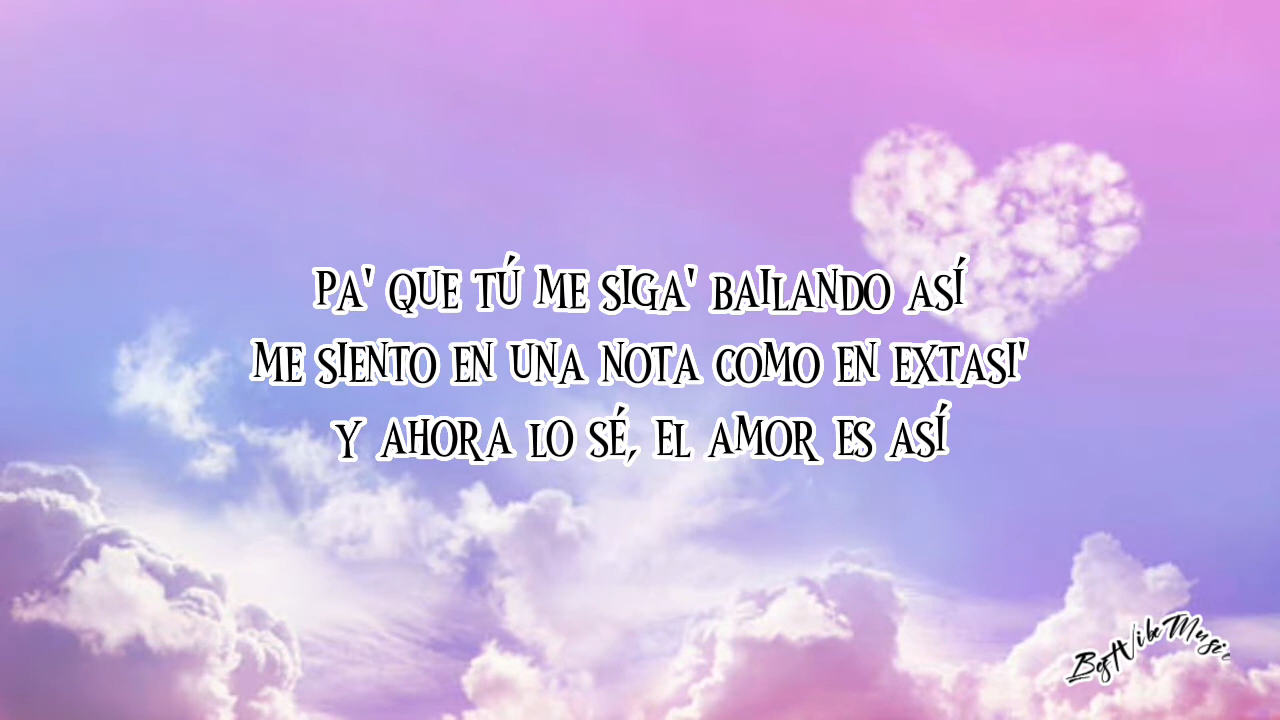 PA' QUE TÚ ME SIGA' BAILANDO ASÍ
ME SIENTO EN UNA NOTA COMO EN EXTASI'
Y AHORA LO SÉ, EL AMOR ES ASÍ
BestVibeMusic